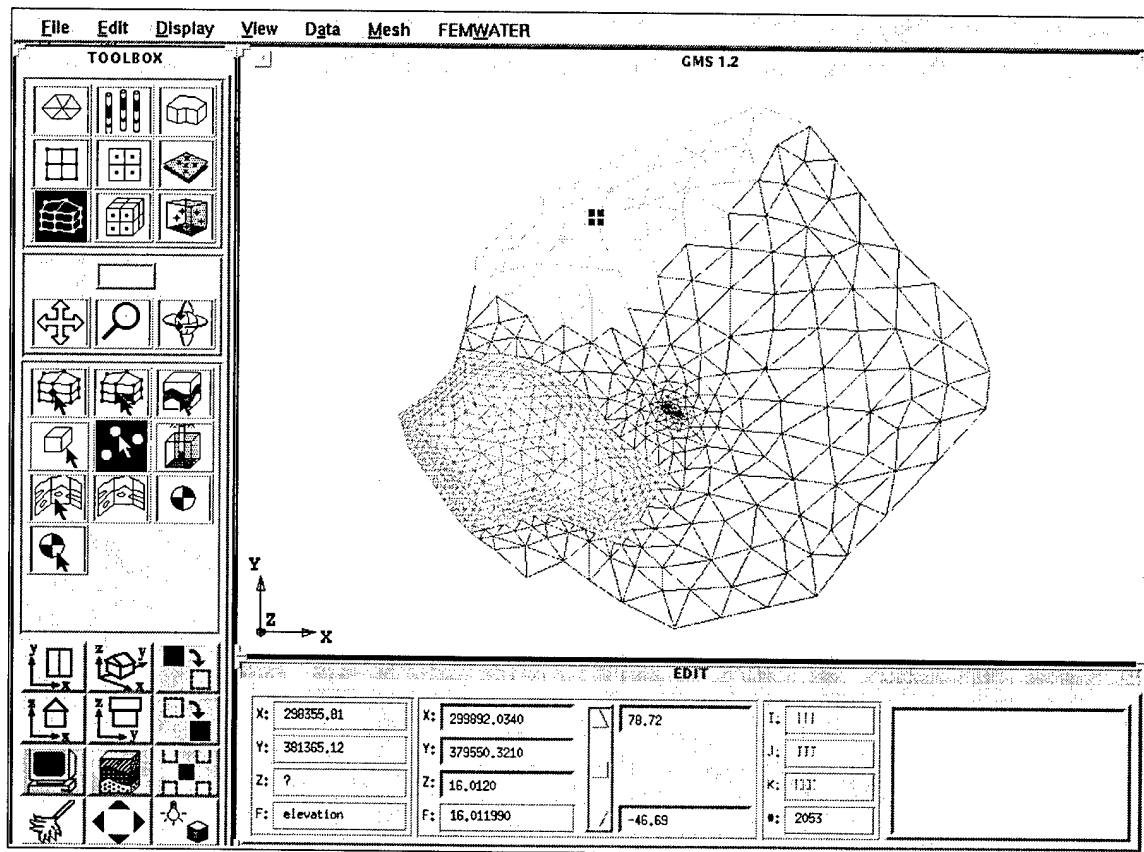 File Edit Display View Data Mesh FEMWATER
TOOLBOX
GMS 1.2
Y
Z
X
y
x
z
y
x
z
x
z
y
EDIT
X: 298355.81
Y: 381365.12
Z: ?
F: elevation
X: 299892.0340
Y: 379550.3210
Z: 16.0120
F: 16.011990
78.72
-46.69
I:
J:
K:
#: 2053